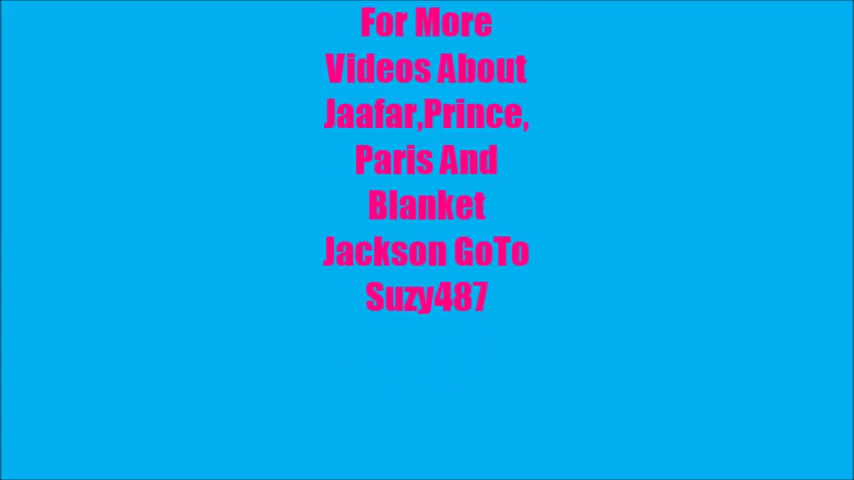 For More
Videos About
Jaafar,Prince,
Paris And
Blanket
Jackson GoTo
Suzy487